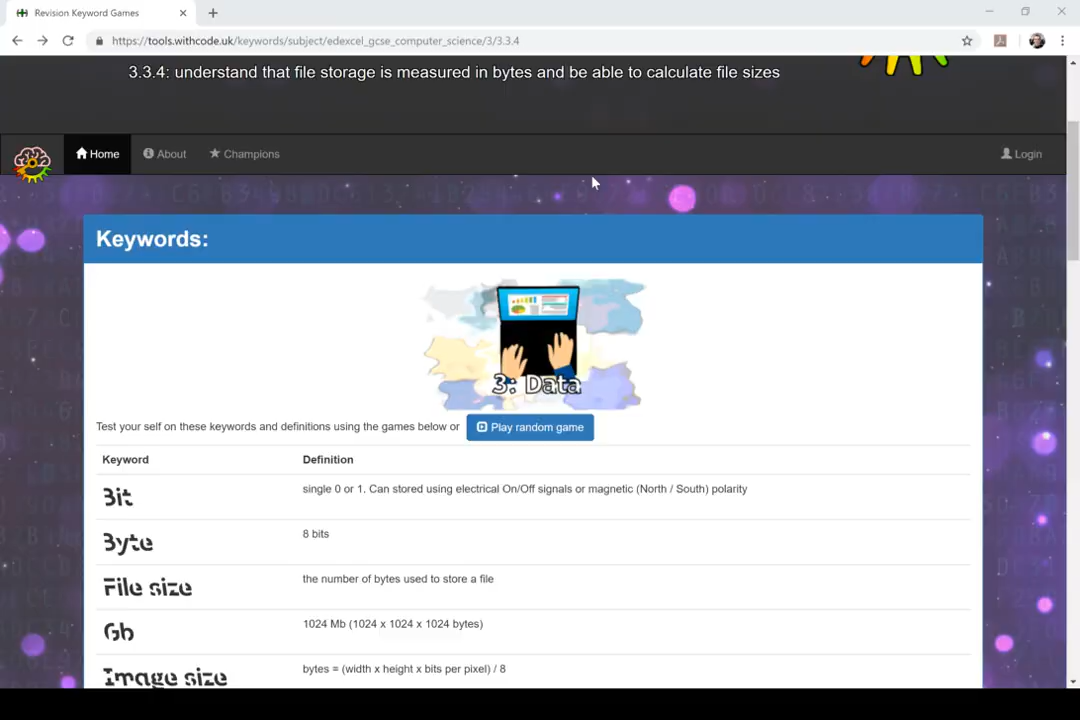 Revision Keyword Games
https://tools.withcode.uk/keywords/subject/edexcel_gcse_computer_science/3/3.3.4
3.3.4: understand that file storage is measured in bytes and be able to calculate file sizes
Home About Champions Login
Keywords:
3: Data
Test your self on these keywords and definitions using the games below or Play random game
Keyword Definition
Bit single 0 or 1. Can stored using electrical On/Off signals or magnetic (North / South) polarity
Byte 8 bits
File size the number of bytes used to store a file
Gb 1024 Mb (1024 x 1024 x 1024 bytes)
Image size bytes = (width x height x bits per pixel) / 8